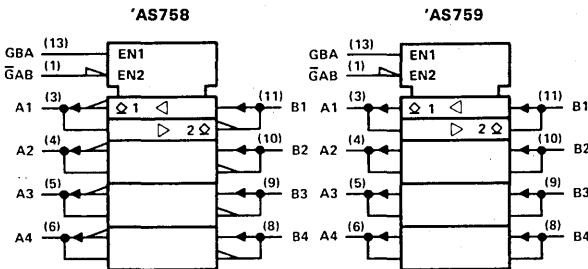 'AS758
GBA (13) EN1
G̅AB (1) EN2
A1 (3) ⎐ 1 ◁ (11) B1
▷ 2 ⎐
A2 (4) (10) B2
A3 (5) (9) B3
A4 (6) (8) B4
'AS759
GBA (13) EN1
G̅AB (1) EN2
A1 (3) ⎐ 1 ◁ (11) B1
▷ 2 ⎐
A2 (4) (10) B2
A3 (5) (9) B3
A4 (6) (8) B4